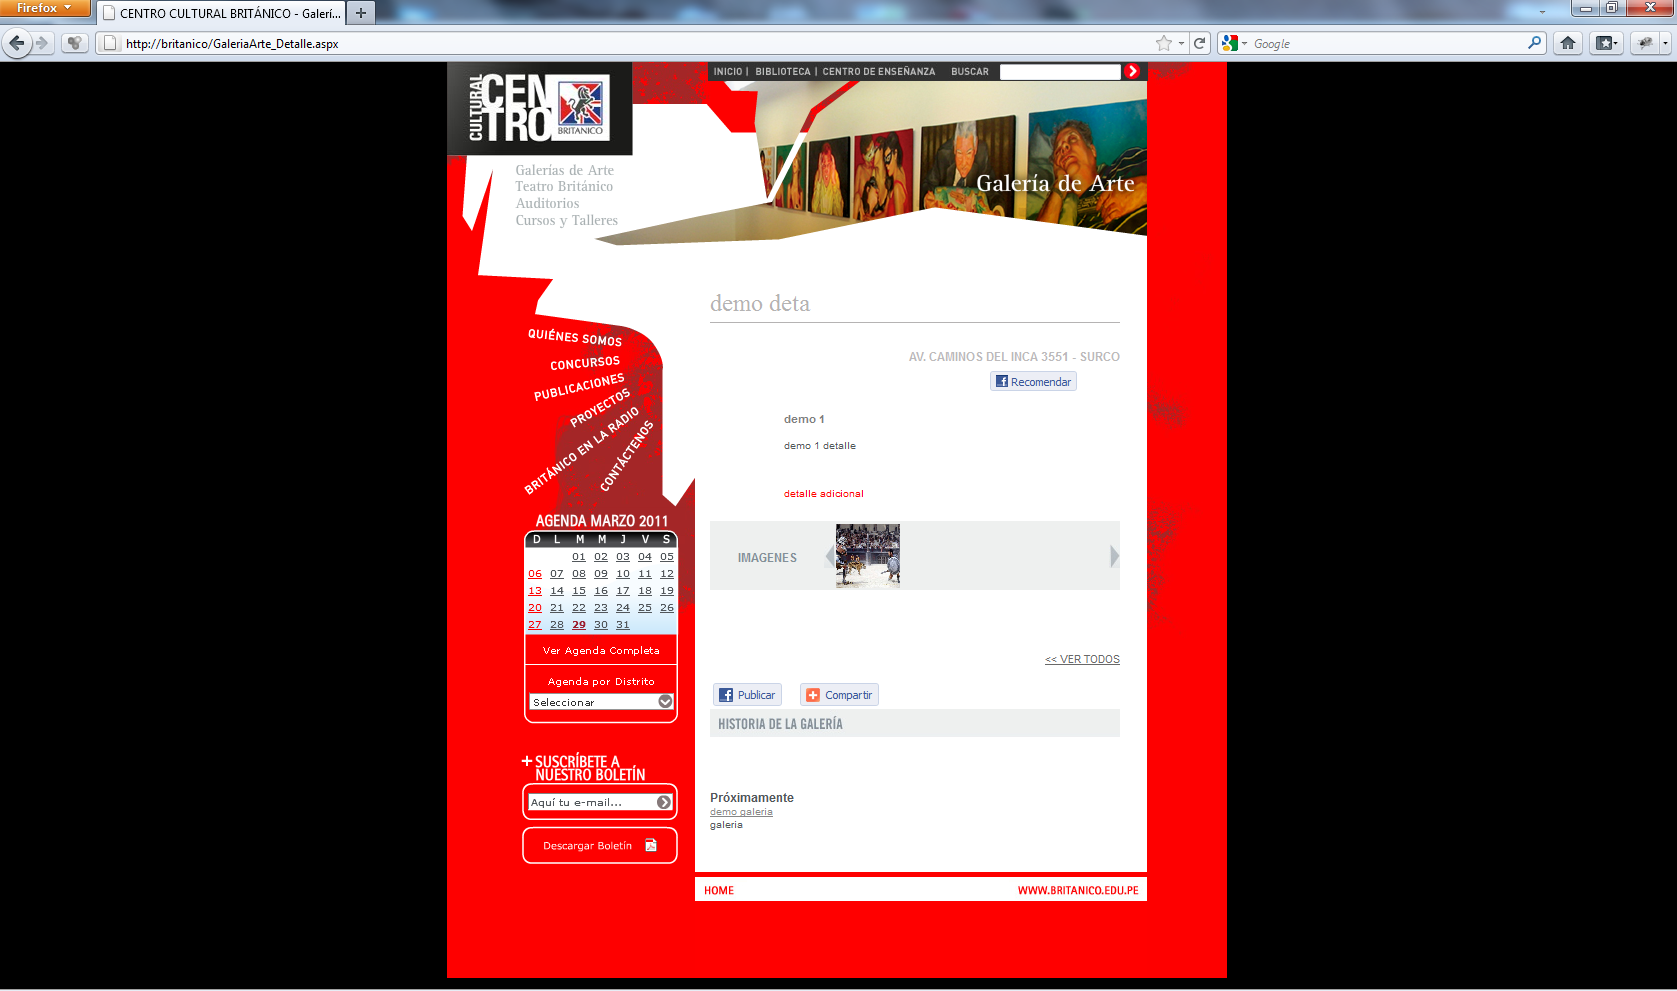 Firefox
CENTRO CULTURAL BRITÁNICO - Galerí...
http://britanico/GaleriaArte_Detalle.aspx
Google
CULTURAL
CENTRO
BRITANICO
INICIO | BIBLIOTECA | CENTRO DE ENSEÑANZA BUSCAR
Galerías de Arte
Teatro Británico
Auditorios
Cursos y Talleres
Galería de Arte
QUIÉNES SOMOS
CONCURSOS
PUBLICACIONES
PROYECTOS
BRITÁNICO EN LA RADIO
CONTÁCTENOS
AGENDA MARZO 2011
D L M M J V S
01 02 03 04 05
06 07 08 09 10 11 12
13 14 15 16 17 18 19
20 21 22 23 24 25 26
27 28 29 30 31
Ver Agenda Completa
Agenda por Distrito
Seleccionar
+ SUSCRÍBETE A
NUESTRO BOLETÍN
Aquí tu e-mail...
Descargar Boletín
demo deta
AV. CAMINOS DEL INCA 3551 - SURCO
Recomendar
demo 1
demo 1 detalle
detalle adicional
IMAGENES
<< VER TODOS
Publicar
Compartir
HISTORIA DE LA GALERÍA
Próximamente
demo galeria
galeria
HOME
WWW.BRITANICO.EDU.PE